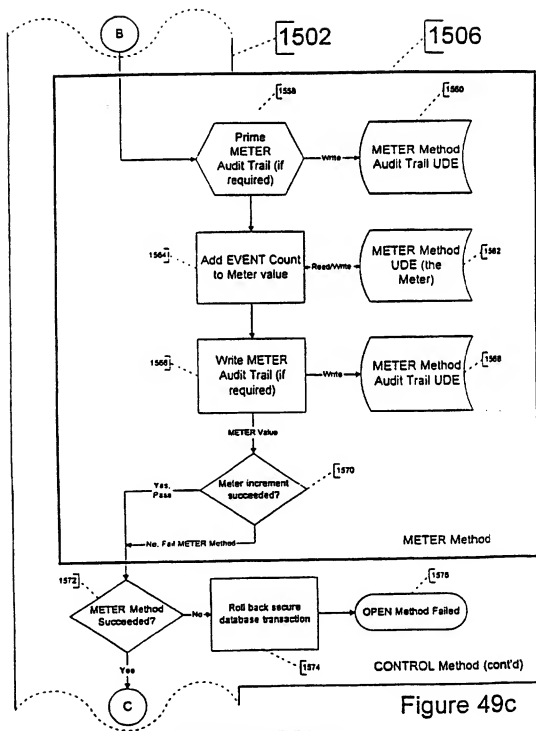 B
1502
1506
1558
1560
Prime
METER
Audit Trail (if
required)
Write
METER Method
Audit Trail UDE
1564
Add EVENT Count
to Meter value
Read/Write
METER Method
UDE (the
Meter)
1562
1566
Write METER
Audit Trail (if
required)
Write
METER Method
Audit Trail UDE
1568
METER Value
Yes,
Pass
Meter increment
succeeded?
1570
No, Fail METER Method
METER Method
1572
METER Method
Succeeded?
No
Roll back secure
database transaction
1576
OPEN Method Failed
Yes
1574
CONTROL Method (cont'd)
C
Figure 49c